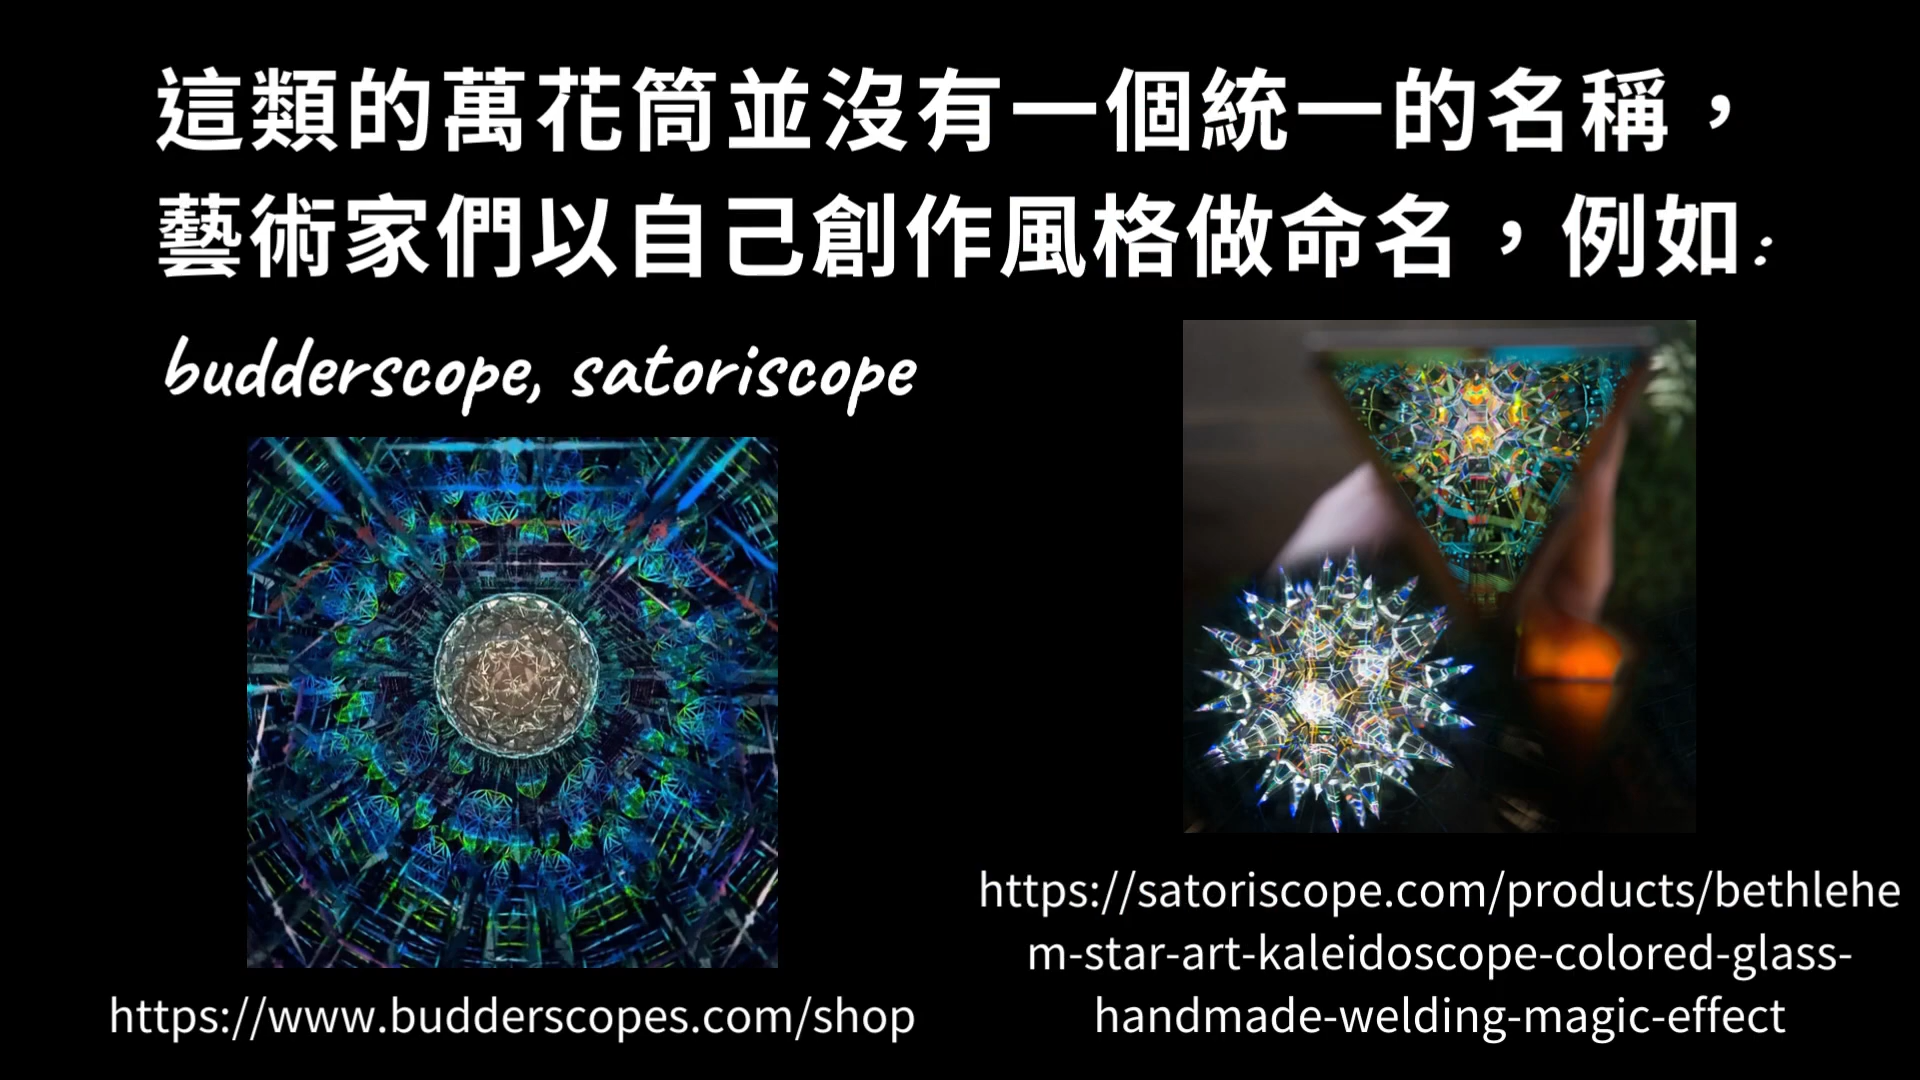 這類的萬花筒並沒有一個統一的名稱，
藝術家們以自己創作風格做命名，例如:
budderscope, satoriscope
https://www.budderscopes.com/shop
https://satoriscope.com/products/bethlehe
m-star-art-kaleidoscope-colored-glass-
handmade-welding-magic-effect